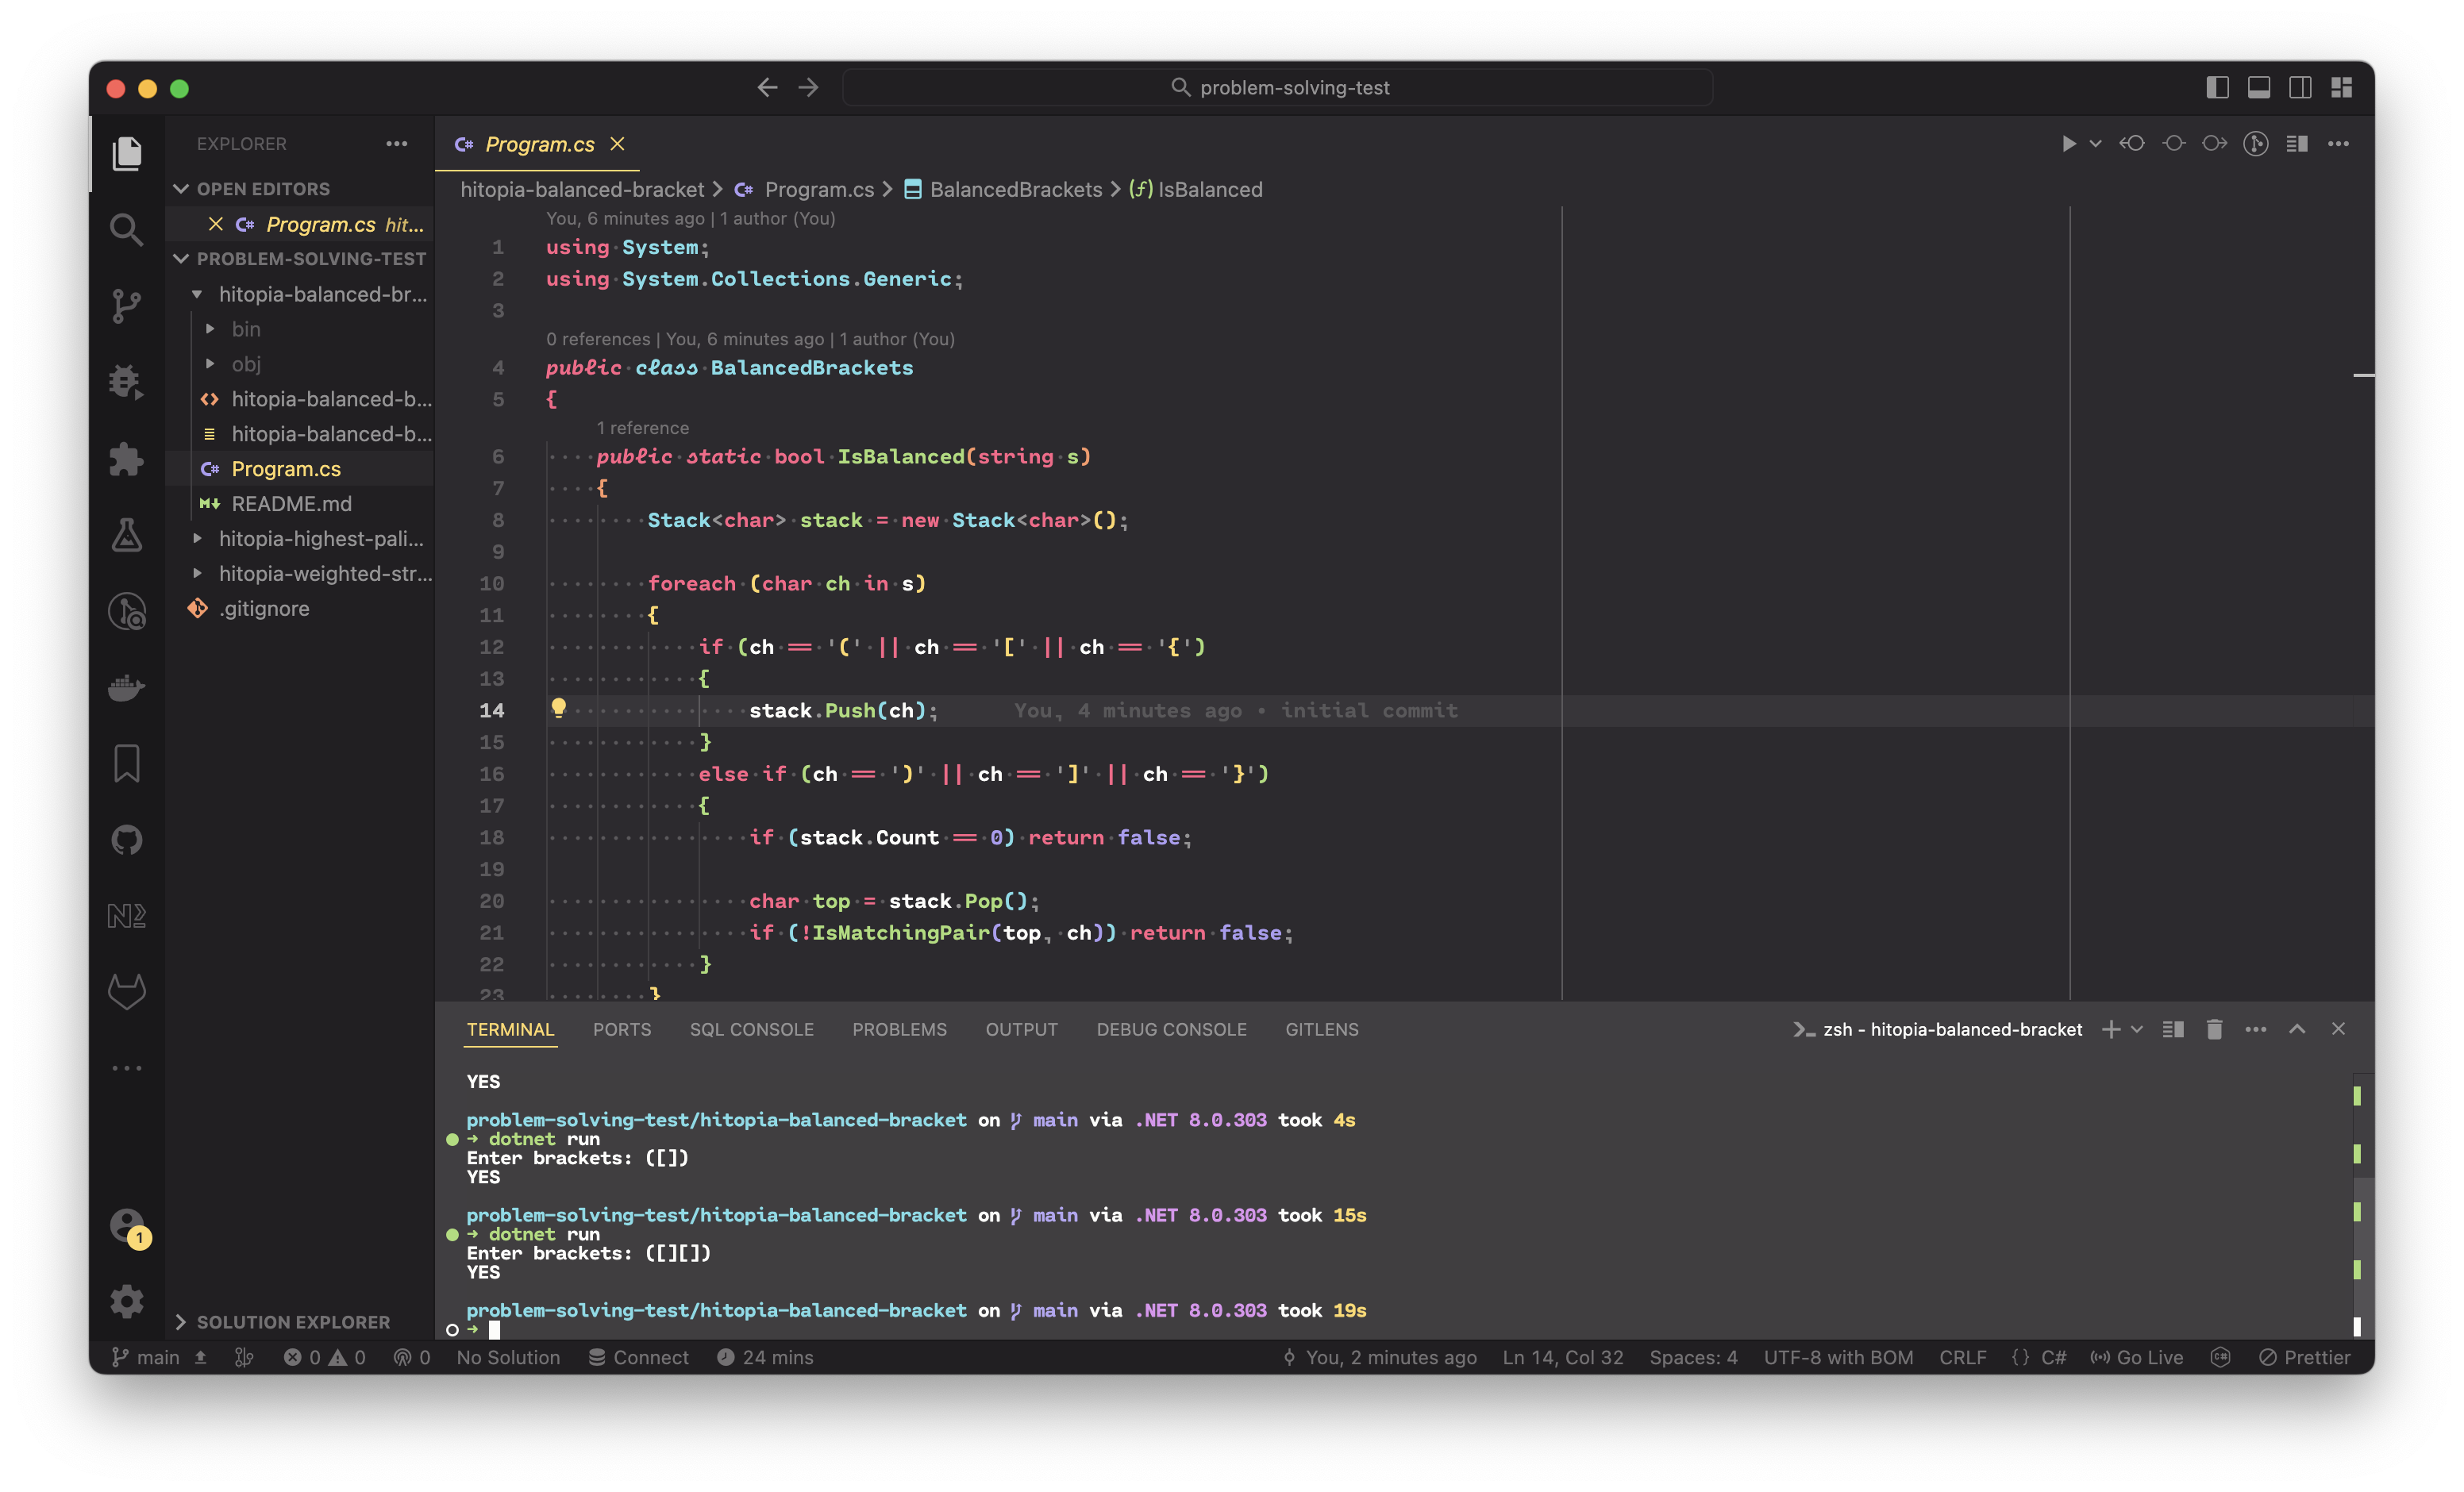 problem-solving-test
EXPLORER
OPEN EDITORS
Program.cs hit...
PROBLEM-SOLVING-TEST
hitopia-balanced-br...
bin
obj
hitopia-balanced-b...
hitopia-balanced-b...
Program.cs
README.md
hitopia-highest-pali...
hitopia-weighted-str...
.gitignore
SOLUTION EXPLORER
1
Program.cs
hitopia-balanced-bracket > Program.cs > BalancedBrackets > IsBalanced
You, 6 minutes ago | 1 author (You)
1 using System;
2 using System.Collections.Generic;
3
0 references | You, 6 minutes ago | 1 author (You)
4 public class BalancedBrackets
5 {
1 reference
6 public static bool IsBalanced(string s)
7 {
8 Stack<char> stack = new Stack<char>();
9
10 foreach (char ch in s)
11 {
12 if (ch == '(' || ch == '[' || ch == '{')
13 {
14 stack.Push(ch); You, 4 minutes ago • initial commit
15 }
16 else if (ch == ')' || ch == ']' || ch == '}')
17 {
18 if (stack.Count == 0) return false;
19
20 char top = stack.Pop();
21 if (!IsMatchingPair(top, ch)) return false;
22 }
23 }
TERMINAL PORTS SQL CONSOLE PROBLEMS OUTPUT DEBUG CONSOLE GITLENS zsh - hitopia-balanced-bracket
YES
problem-solving-test/hitopia-balanced-bracket on main via .NET 8.0.303 took 4s
→ dotnet run
Enter brackets: ([])
YES
problem-solving-test/hitopia-balanced-bracket on main via .NET 8.0.303 took 15s
→ dotnet run
Enter brackets: ([][])
YES
problem-solving-test/hitopia-balanced-bracket on main via .NET 8.0.303 took 19s
→
main 0 0 0 No Solution Connect 24 mins You, 2 minutes ago Ln 14, Col 32 Spaces: 4 UTF-8 with BOM CRLF {} C# Go Live Prettier